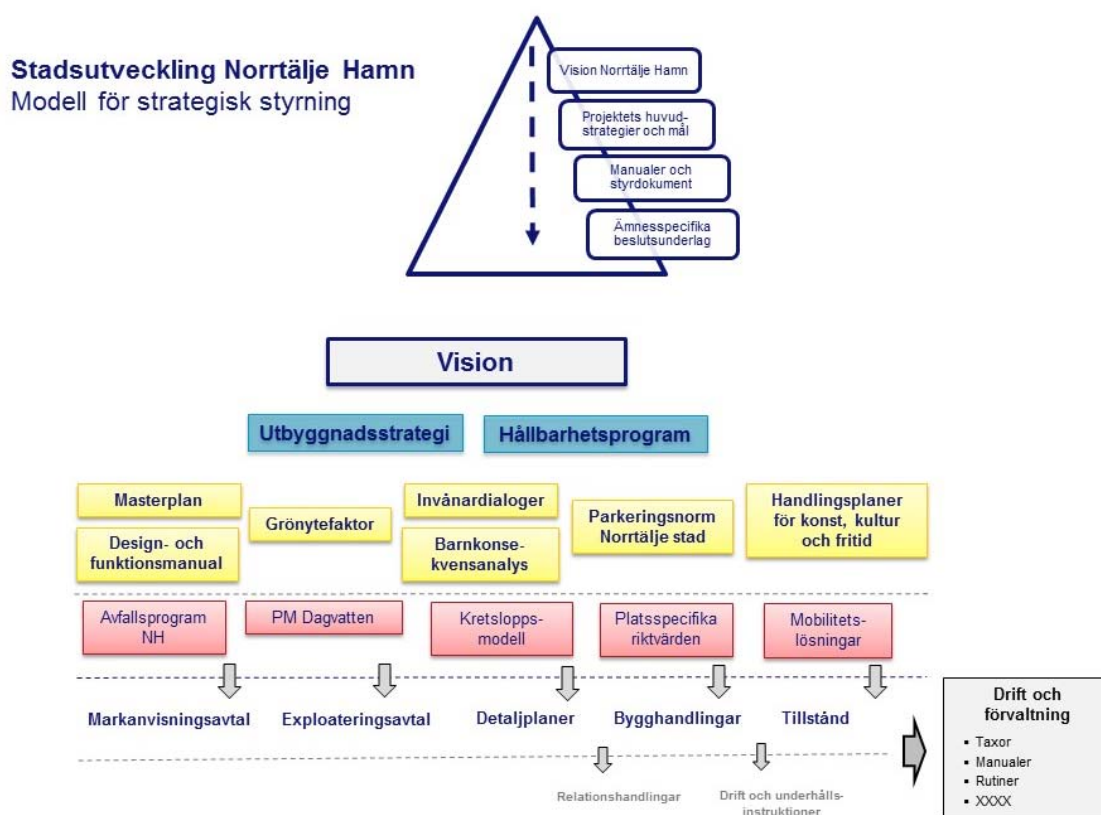 Stadsutveckling Norrtälje Hamn
Modell för strategisk styrning
Vision Norrtälje Hamn
Projektets huvud-
strategier och mål
Manualer och
styrdokument
Ämnesspecifika
beslutsunderlag
Vision
Utbyggnadsstrategi
Hållbarhetsprogram
Masterplan
Design- och
funktionsmanual
Grönytefaktor
Invånardialoger
Barnkonse-
kvensanalys
Parkeringsnorm
Norrtälje stad
Handlingsplaner
för konst, kultur
och fritid
Avfallsprogram
NH
PM Dagvatten
Kretslopps-
modell
Platsspecifika
riktvärden
Mobilitets-
lösningar
Markanvisningsavtal
Exploateringsavtal
Detaljplaner
Bygghandlingar
Tillstånd
Relationshandlingar
Drift och underhålls-
instruktioner
Drift och
förvaltning
▪ Taxor
▪ Manualer
▪ Rutiner
▪ XXXX